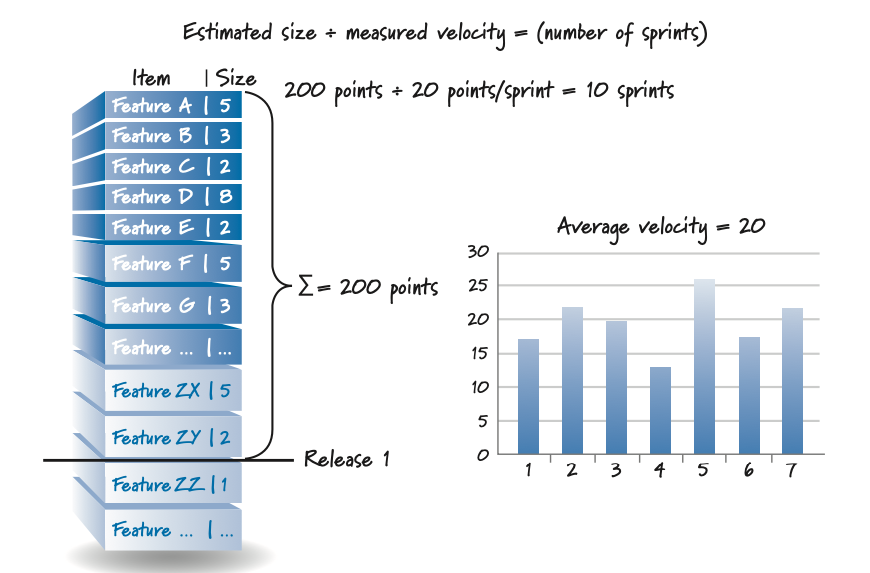 Estimated size ÷ measured velocity = (number of sprints)
200 points ÷ 20 points/sprint = 10 sprints
Item | Size
Feature A | 5
Feature B | 3
Feature C | 2
Feature D | 8
Feature E | 2
Feature F | 5
Feature G | 3
Feature ... | ...
Feature ZX | 5
Feature ZY | 2
Feature ZZ | 1
Feature ... | ...
Σ = 200 points
Release 1
Average velocity = 20
30
25
20
15
10
5
0
1 2 3 4 5 6 7